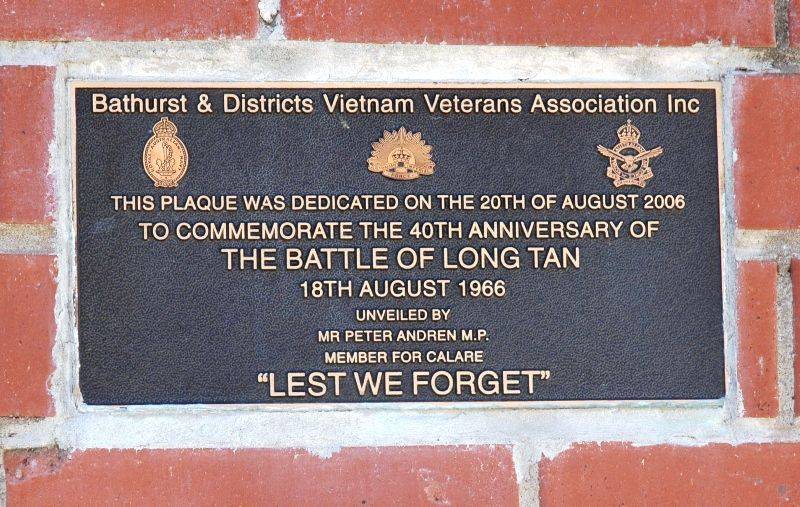 Bathurst & Districts Vietnam Veterans Association Inc
THIS PLAQUE WAS DEDICATED ON THE 20TH OF AUGUST 2006
TO COMMEMORATE THE 40TH ANNIVERSARY OF
THE BATTLE OF LONG TAN
18TH AUGUST 1966
UNVEILED BY
MR PETER ANDREN M.P.
MEMBER FOR CALARE
“LEST WE FORGET”